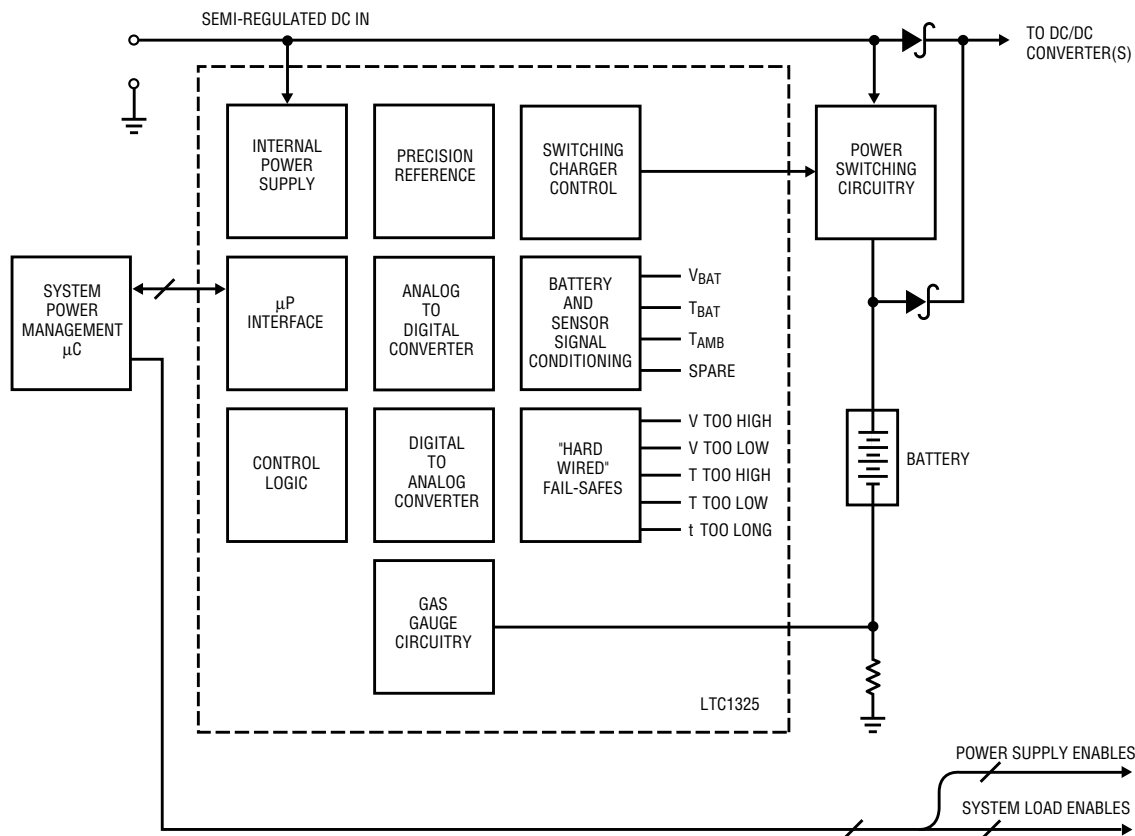 SEMI-REGULATED DC IN
TO DC/DC
CONVERTER(S)
INTERNAL
POWER
SUPPLY
PRECISION
REFERENCE
SWITCHING
CHARGER
CONTROL
POWER
SWITCHING
CIRCUITRY
SYSTEM
POWER
MANAGEMENT
µC
µP
INTERFACE
ANALOG
TO
DIGITAL
CONVERTER
BATTERY
AND
SENSOR
SIGNAL
CONDITIONING
VBAT
TBAT
TAMB
SPARE
CONTROL
LOGIC
DIGITAL
TO
ANALOG
CONVERTER
"HARD
WIRED"
FAIL-SAFES
V TOO HIGH
V TOO LOW
T TOO HIGH
T TOO LOW
t TOO LONG
BATTERY
GAS
GAUGE
CIRCUITRY
LTC1325
POWER SUPPLY ENABLES
SYSTEM LOAD ENABLES